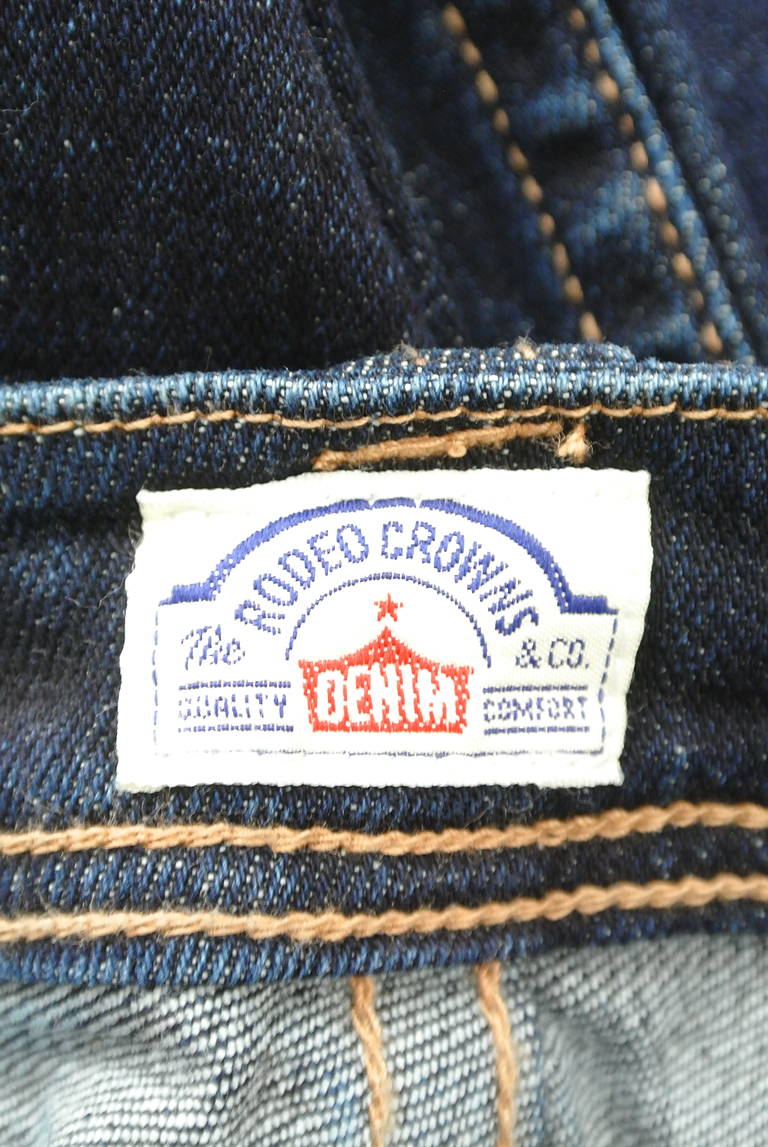 The RODEO CROWNS & CO.
QUALITY DENIM COMFORT